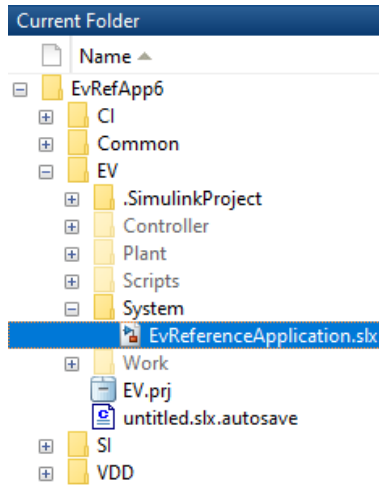 Current Folder
Name
EvRefApp6
CI
Common
EV
.SimulinkProject
Controller
Plant
Scripts
System
EvReferenceApplication.slx
Work
EV.prj
untitled.slx.autosave
SI
VDD